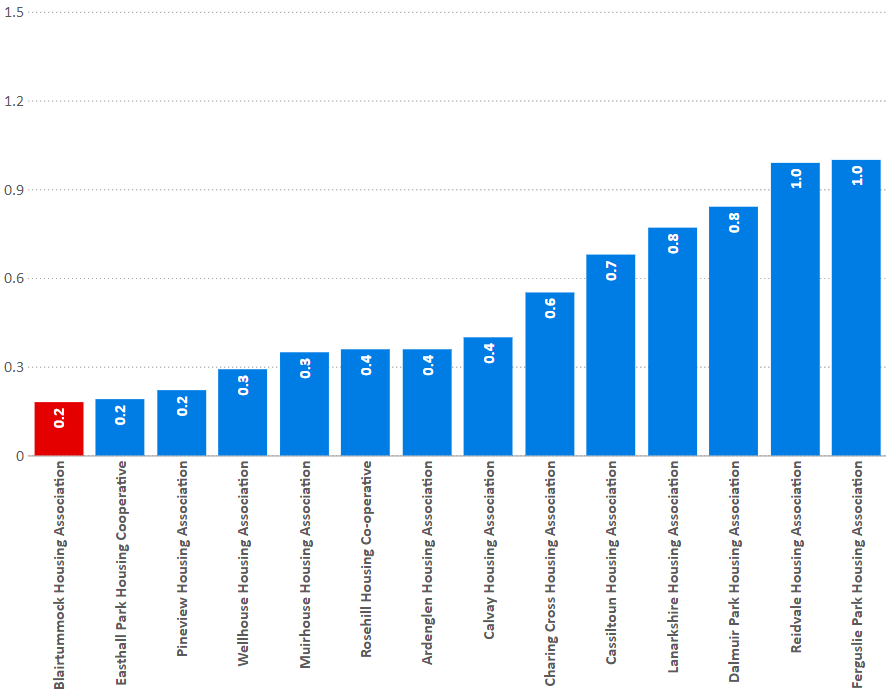 1.5
1.2
0.9
0.6
0.3
0
0.2
0.2
0.2
0.3
0.3
0.4
0.4
0.4
0.6
0.7
0.8
0.8
1.0
1.0
Blairtummock Housing Association
Easthall Park Housing Cooperative
Pineview Housing Association
Wellhouse Housing Association
Muirhouse Housing Association
Rosehill Housing Co-operative
Ardenglen Housing Association
Calvay Housing Association
Charing Cross Housing Association
Cassiltoun Housing Association
Lanarkshire Housing Association
Dalmuir Park Housing Association
Reidvale Housing Association
Ferguslie Park Housing Association